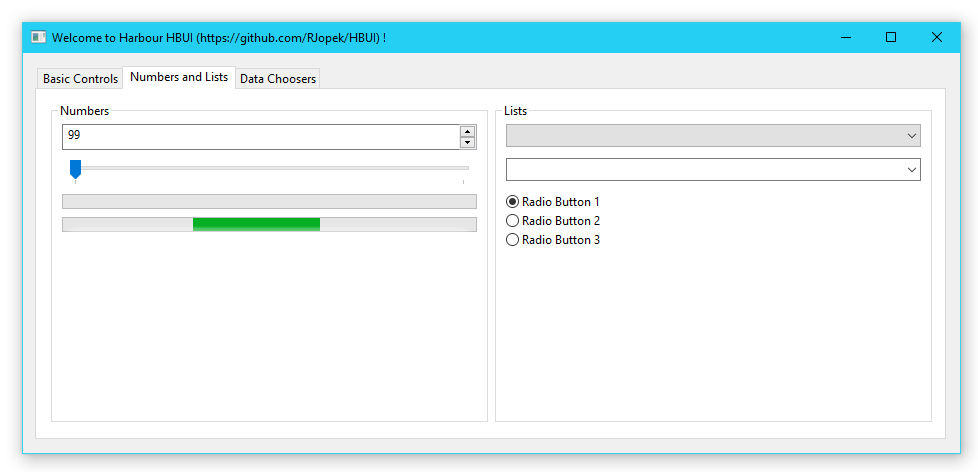 Welcome to Harbour HBUI (https://github.com/RJopek/HBUI) !
Basic Controls
Numbers and Lists
Data Choosers
Numbers
99
Lists
Radio Button 1
Radio Button 2
Radio Button 3